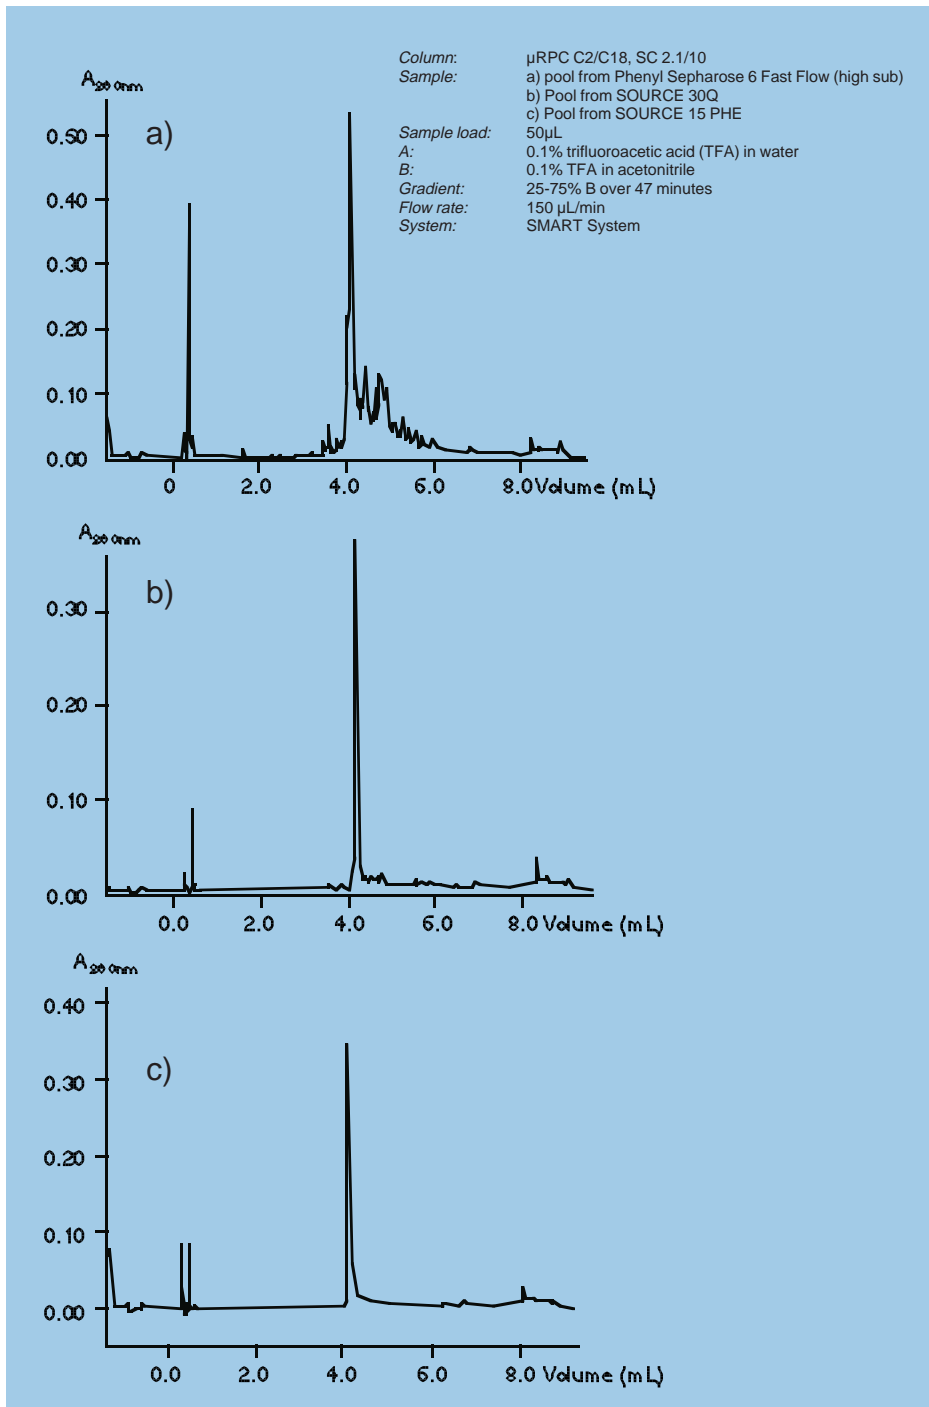 Column: µRPC C2/C18, SC 2.1/10
Sample: a) pool from Phenyl Sepharose 6 Fast Flow (high sub)
b) Pool from SOURCE 30Q
c) Pool from SOURCE 15 PHE
Sample load: 50µL
A: 0.1% trifluoroacetic acid (TFA) in water
B: 0.1% TFA in acetonitrile
Gradient: 25-75% B over 47 minutes
Flow rate: 150 µL/min
System: SMART System
A
a)
0.50
0.40
0.30
0.20
0.10
0.00
0 2.0 4.0 6.0 8.0 Volume (mL)
A
b)
0.30
0.20
0.10
0.00
0.0 2.0 4.0 6.0 8.0 Volume (mL)
A
0.40
c)
0.30
0.20
0.10
0.00
0.0 2.0 4.0 6.0 8.0 Volume (mL)